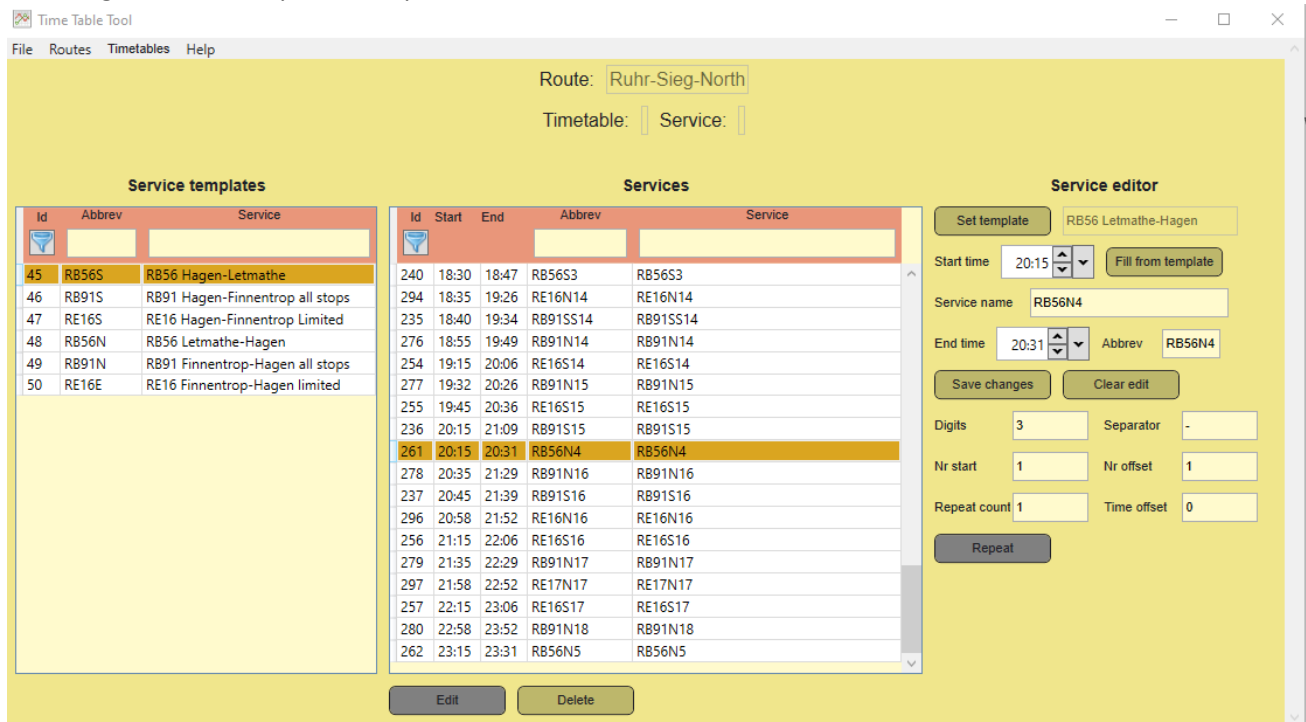 Time Table Tool
File Routes Timetables Help
Route: Ruhr-Sieg-North
Timetable: Service:
Service templates
Id Abbrev Service
45 RB56S RB56 Hagen-Letmathe
46 RB91S RB91 Hagen-Finnentrop all stops
47 RE16S RE16 Hagen-Finnentrop Limited
48 RB56N RB56 Letmathe-Hagen
49 RB91N RB91 Finnentrop-Hagen all stops
50 RE16E RE16 Finnentrop-Hagen limited
Services
Id Start End Abbrev Service
240 18:30 18:47 RB56S3 RB56S3
294 18:35 19:26 RE16N14 RE16N14
235 18:40 19:34 RB91SS14 RB91SS14
276 18:55 19:49 RB91N14 RB91N14
254 19:15 20:06 RE16S14 RE16S14
277 19:32 20:26 RB91N15 RB91N15
255 19:45 20:36 RE16S15 RE16S15
236 20:15 21:09 RB91S15 RB91S15
261 20:15 20:31 RB56N4 RB56N4
278 20:35 21:29 RB91N16 RB91N16
237 20:45 21:39 RB91S16 RB91S16
296 20:58 21:52 RE16N16 RE16N16
256 21:15 22:06 RE16S16 RE16S16
279 21:35 22:29 RB91N17 RB91N17
297 21:58 22:52 RE17N17 RE17N17
257 22:15 23:06 RE16S17 RE16S17
280 22:58 23:52 RB91N18 RB91N18
262 23:15 23:31 RB56N5 RB56N5
Edit Delete
Service editor
Set template RB56 Letmathe-Hagen
Start time 20:15 Fill from template
Service name RB56N4
End time 20:31 Abbrev RB56N4
Save changes Clear edit
Digits 3 Separator -
Nr start 1 Nr offset 1
Repeat count 1 Time offset 0
Repeat